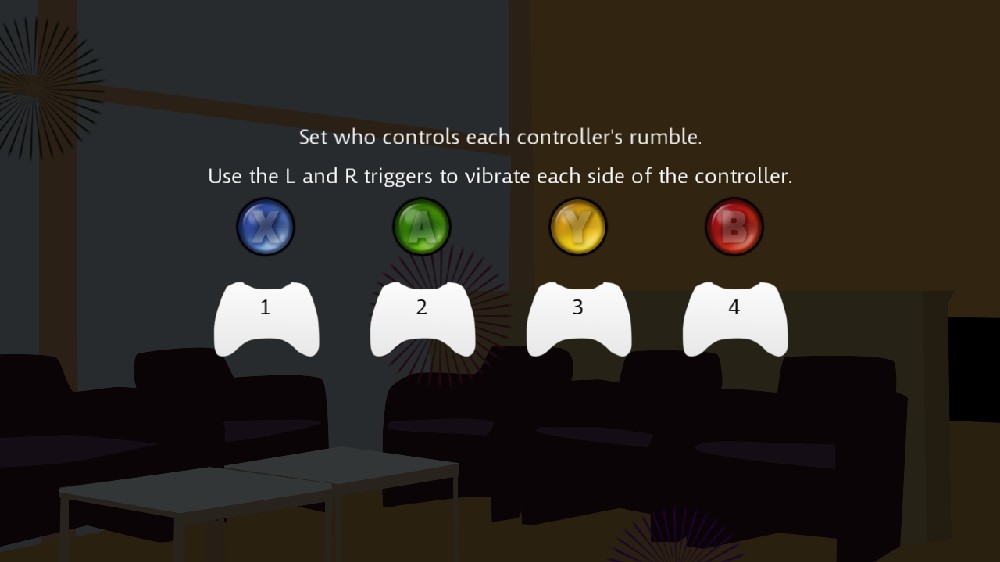 Set who controls each controller's rumble.
Use the L and R triggers to vibrate each side of the controller.
X A Y B
1 2 3 4